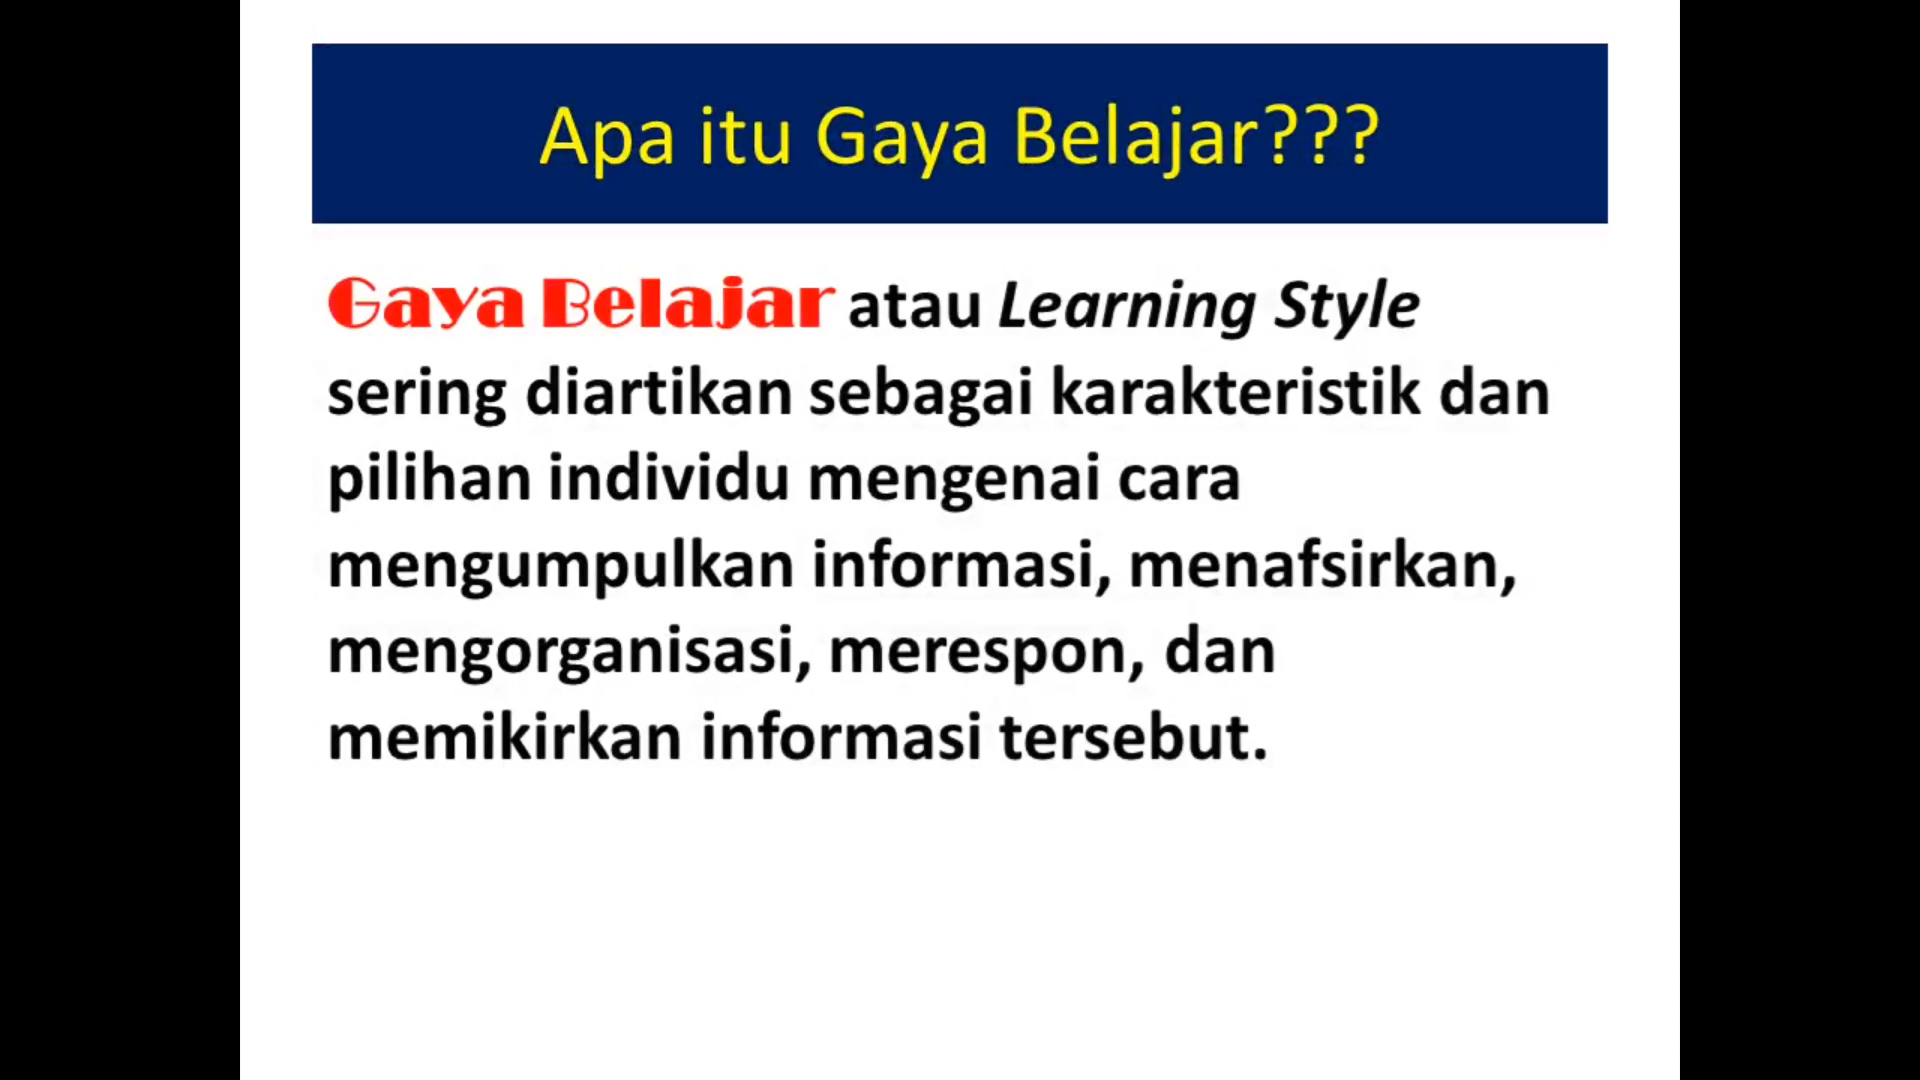 Apa itu Gaya Belajar???
Gaya Belajar atau Learning Style
sering diartikan sebagai karakteristik dan
pilihan individu mengenai cara
mengumpulkan informasi, menafsirkan,
mengorganisasi, merespon, dan
memikirkan informasi tersebut.